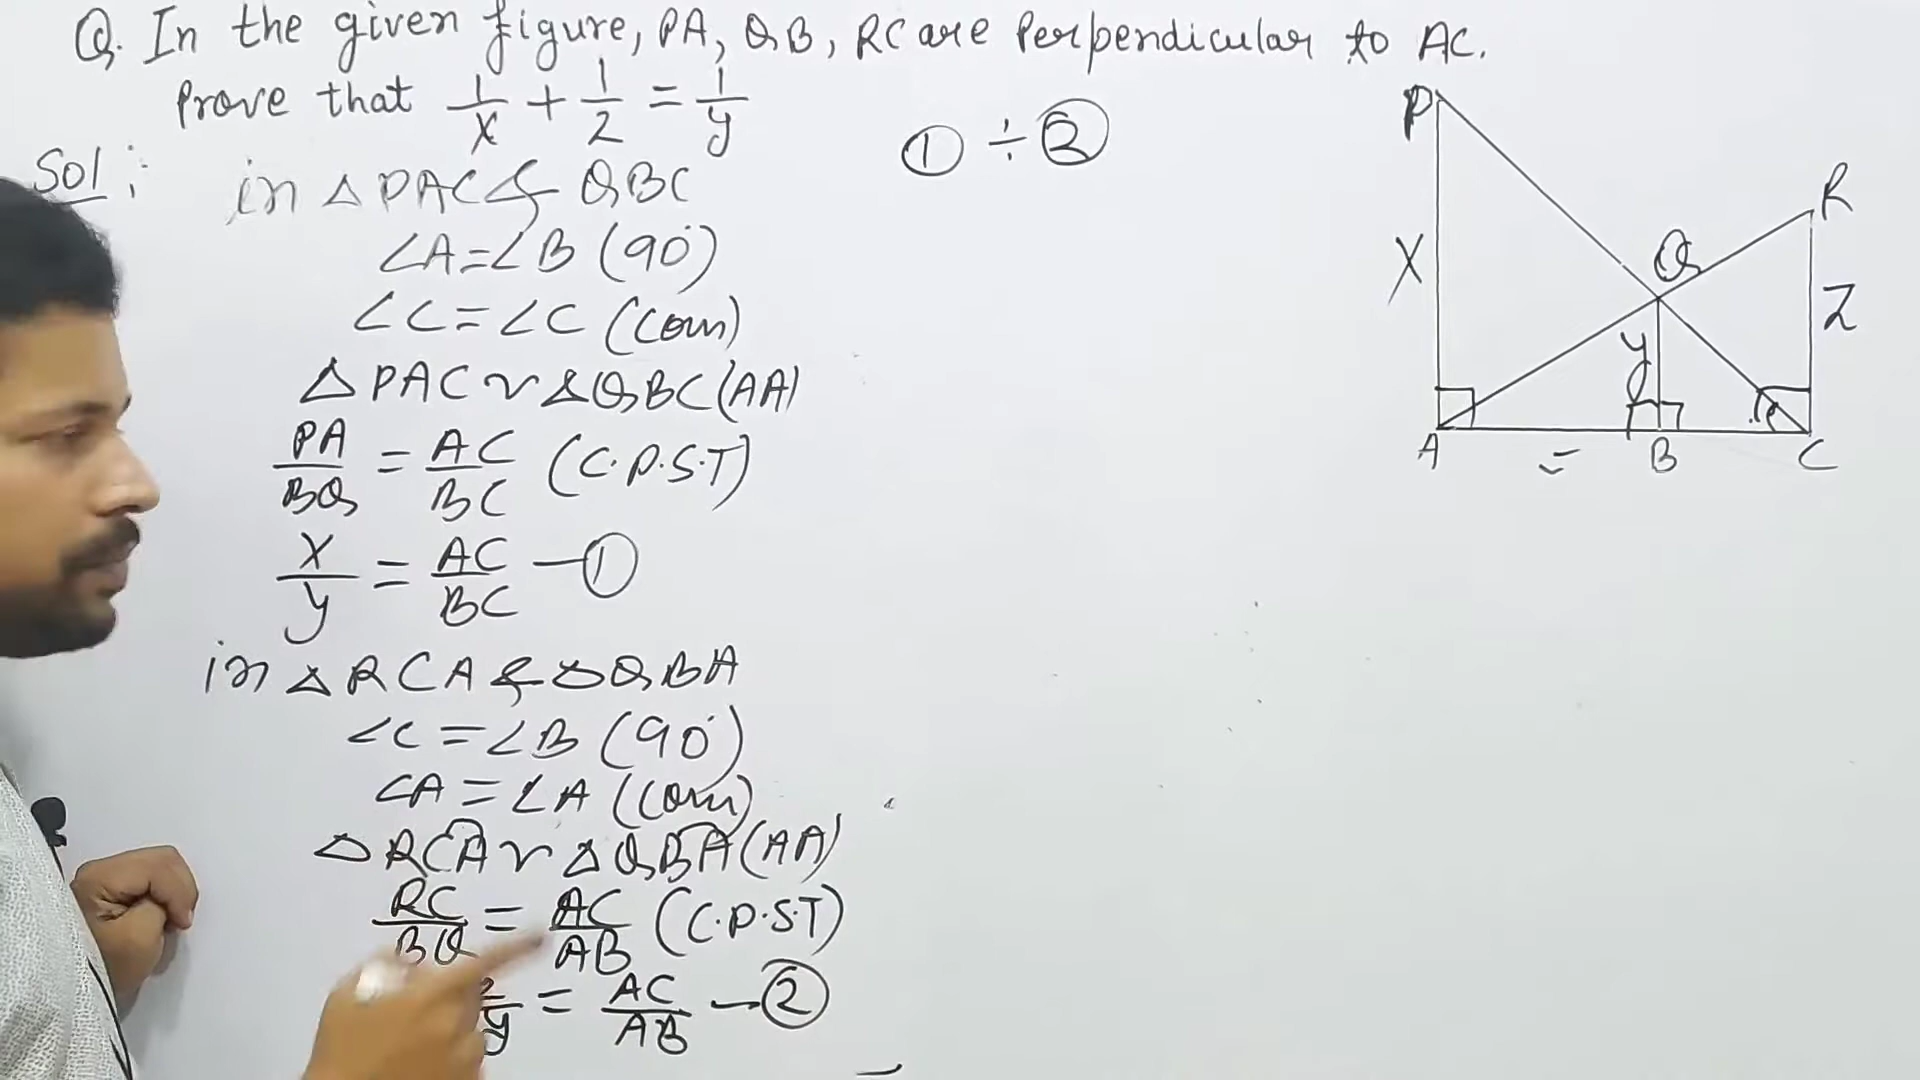 Q. In the given figure, PA, QB, RC are Perpendicular to AC.
Prove that 1/x + 1/z = 1/y
Sol:
in △PAC & QBC
∠A=∠B (90°)
∠C=∠C (Com)
△PAC ~ △QBC (AA)
PA/BQ = AC/BC (C.P.S.T)
x/y = AC/BC —①
in △RCA & △QBA
∠C=∠B (90°)
∠A=∠A (Com)
△RCA ~ △QBA (AA)
RC/BQ = AC/AB (C.P.S.T)
z/y = AC/AB —②
① ÷ ②
P
R
X
Q
Z
y
A
=
B
C